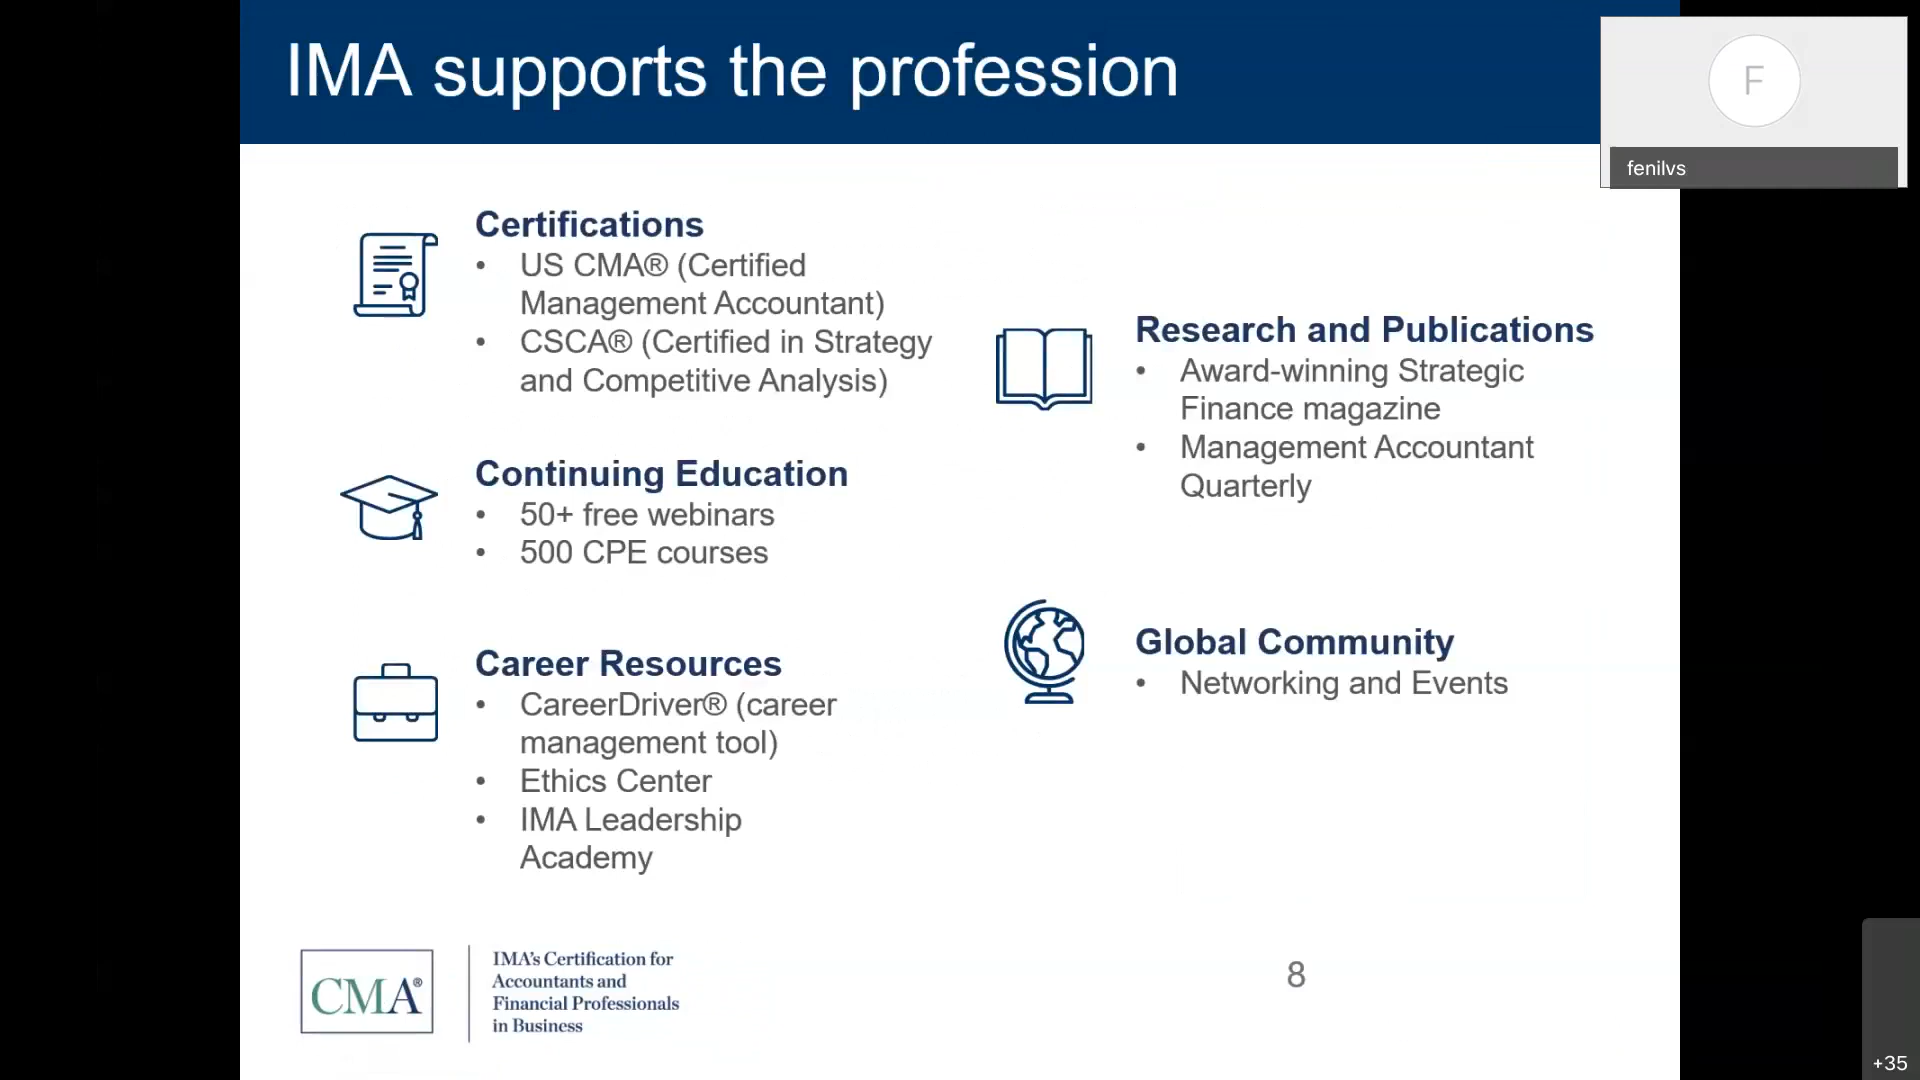 IMA supports the profession
F
fenilvs
Certifications
• US CMA® (Certified
Management Accountant)
• CSCA® (Certified in Strategy
and Competitive Analysis)
Continuing Education
• 50+ free webinars
• 500 CPE courses
Career Resources
• CareerDriver® (career
management tool)
• Ethics Center
• IMA Leadership
Academy
Research and Publications
• Award-winning Strategic
Finance magazine
• Management Accountant
Quarterly
Global Community
• Networking and Events
CMA®
IMA's Certification for
Accountants and
Financial Professionals
in Business
8
+35